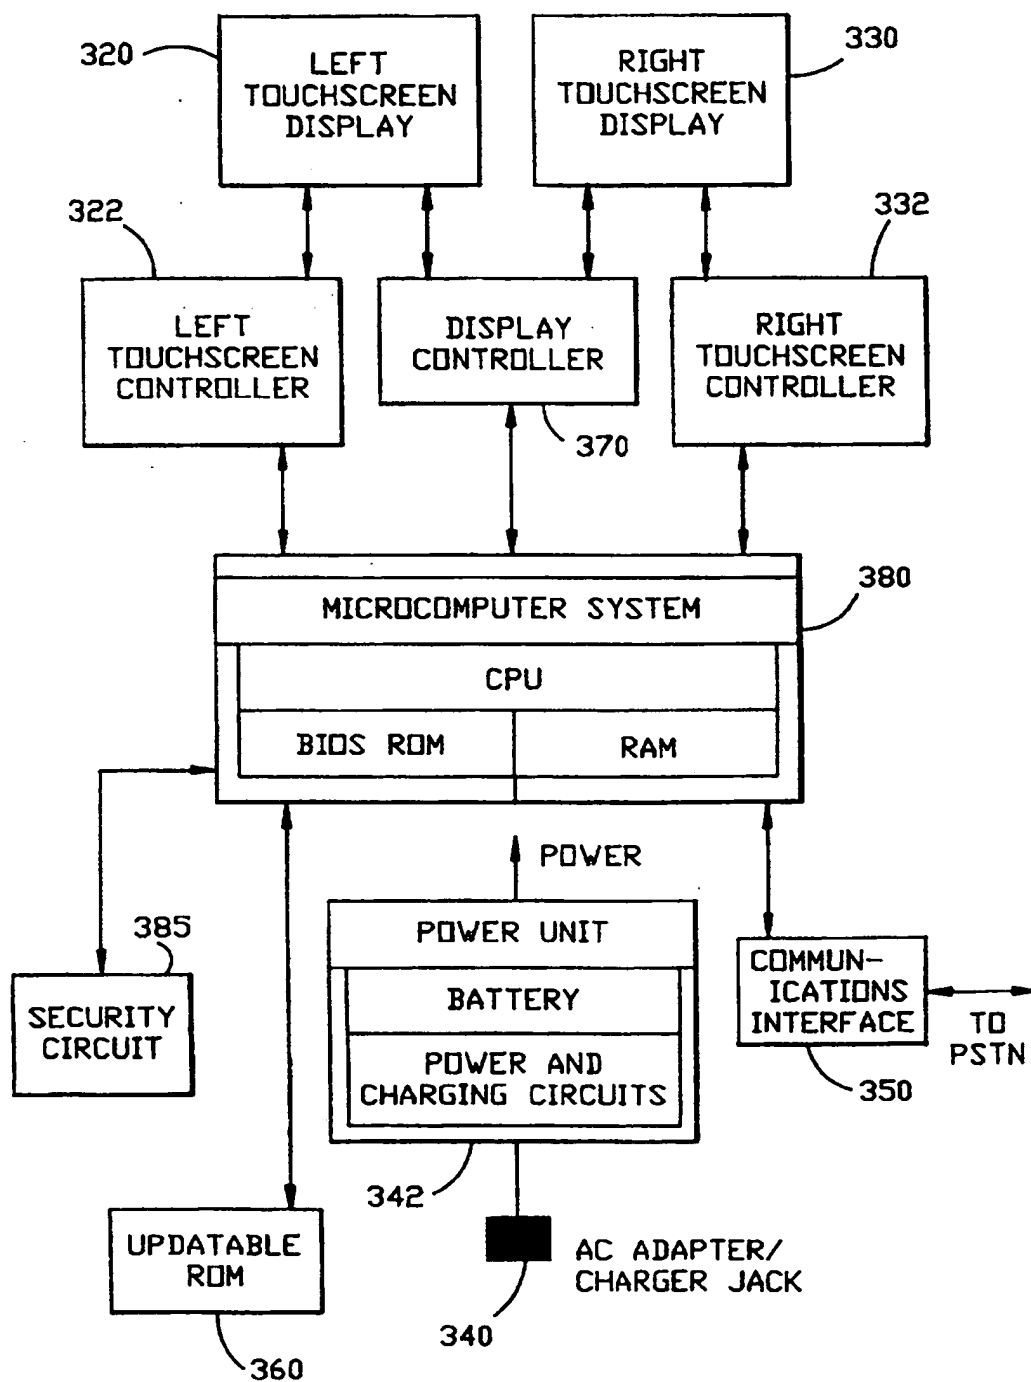 320
LEFT
TOUCHSCREEN
DISPLAY
RIGHT
TOUCHSCREEN
DISPLAY
330
322
LEFT
TOUCHSCREEN
CONTROLLER
DISPLAY
CONTROLLER
370
332
RIGHT
TOUCHSCREEN
CONTROLLER
380
MICROCOMPUTER SYSTEM
CPU
BIOS ROM
RAM
POWER
385
SECURITY
CIRCUIT
POWER UNIT
BATTERY
POWER AND
CHARGING CIRCUITS
342
COMMUN-
ICATIONS
INTERFACE
350
TO
PSTN
UPDATABLE
ROM
360
AC ADAPTER/
CHARGER JACK
340